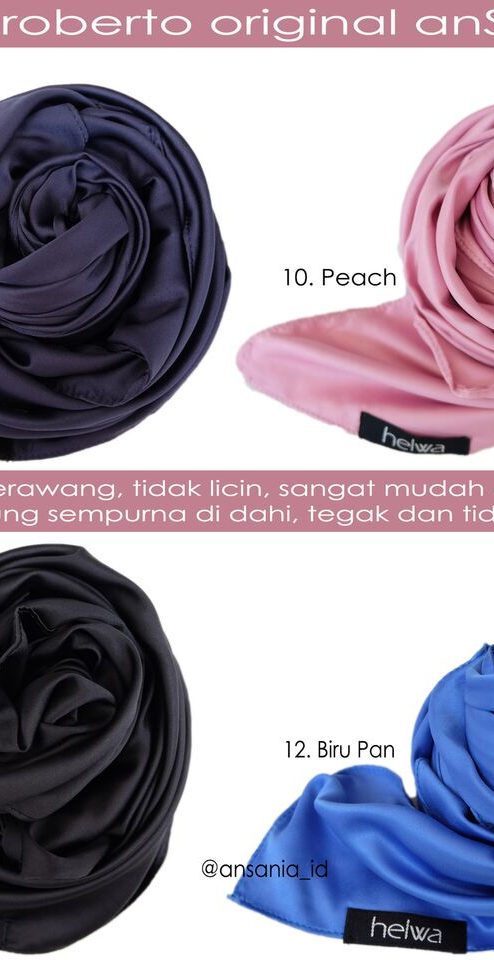 roberto original anS
10. Peach
helwa
erawang, tidak licin, sangat mudah
ung sempurna di dahi, tegak dan tid
12. Biru Pan
@ansania_id
helwa